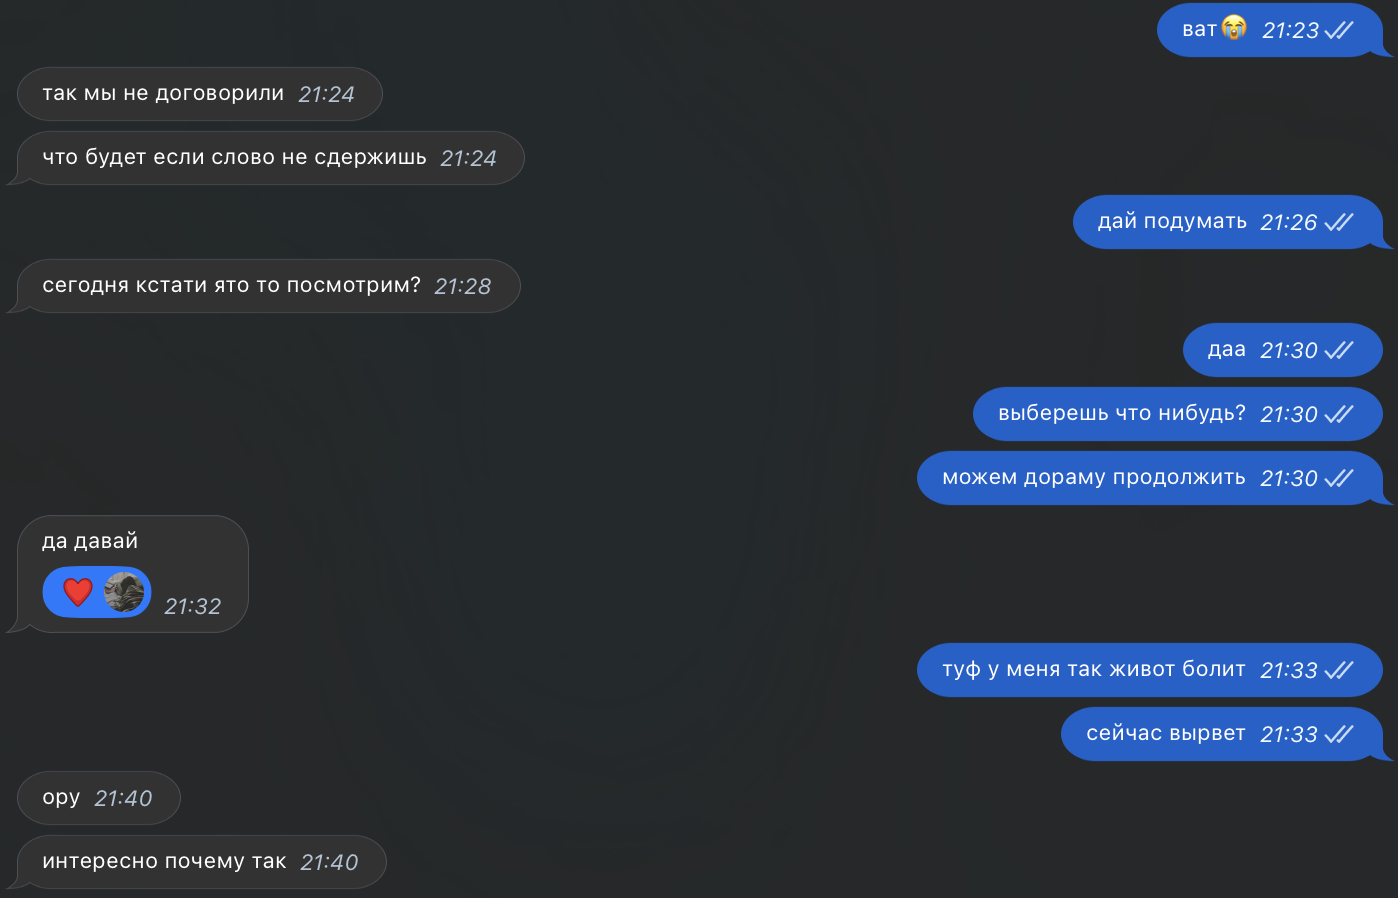 ват😭 21:23
так мы не договорили 21:24
что будет если слово не сдержишь 21:24
дай подумать 21:26
сегодня кстати ято то посмотрим? 21:28
даа 21:30
выберешь что нибудь? 21:30
можем дораму продолжить 21:30
да давай
❤️ 21:32
туф у меня так живот болит 21:33
сейчас вырвет 21:33
ору 21:40
интересно почему так 21:40